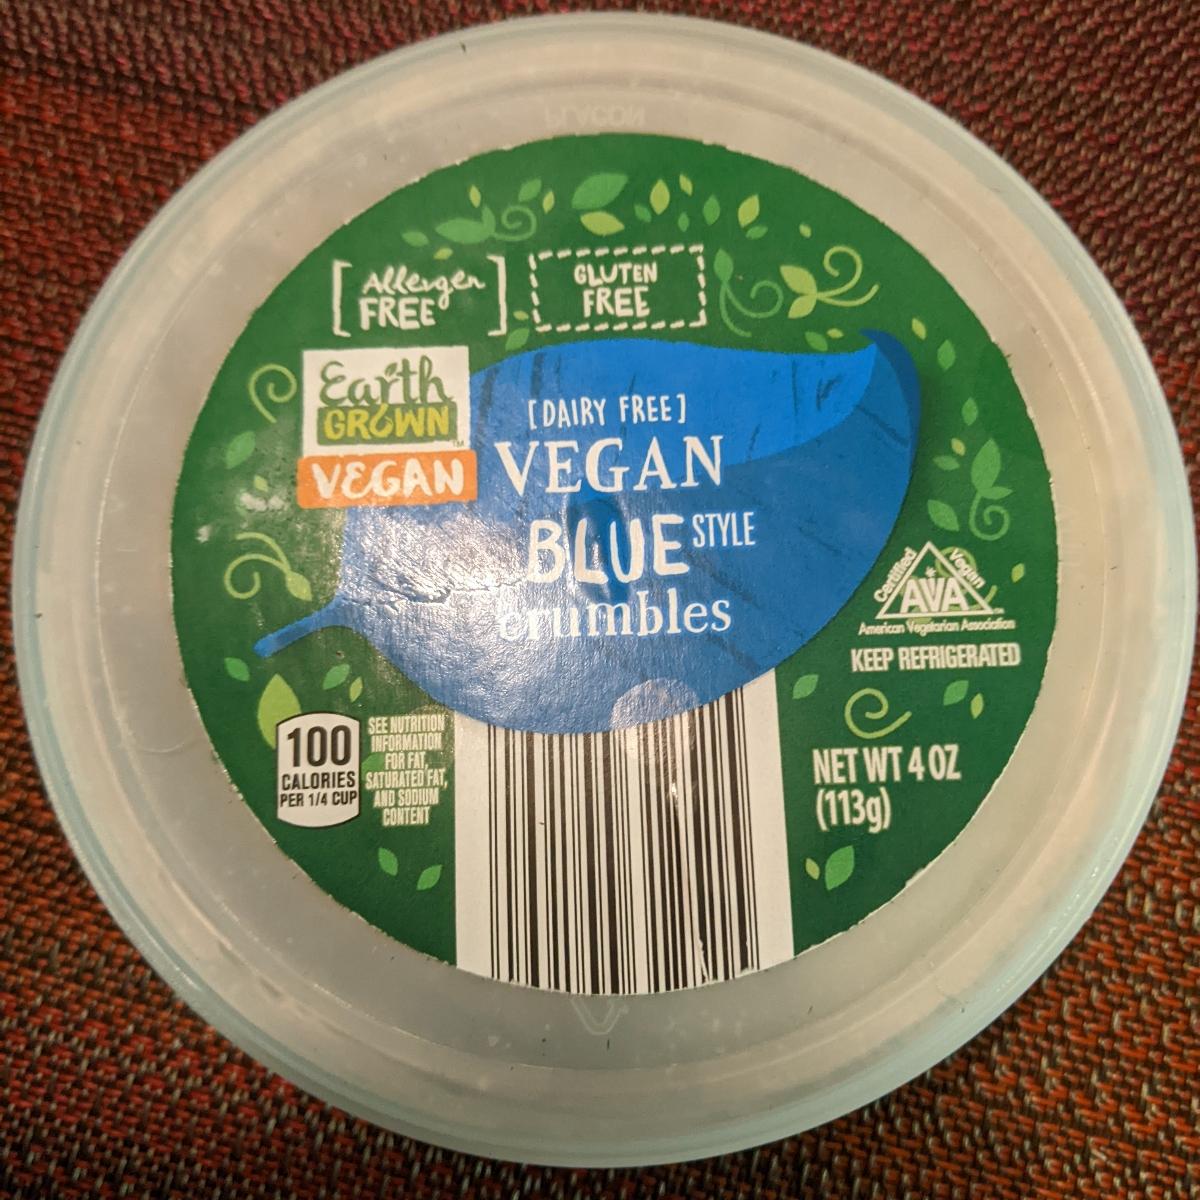 PLACON
[Allergen
FREE]
GLUTEN
FREE
Earth
GROWN™
VEGAN
[DAIRY FREE]
VEGAN
BLUE STYLE
crumbles
Certified Vegan
AVA
American Vegetarian Association
KEEP REFRIGERATED
100
CALORIES
PER 1/4 CUP
SEE NUTRITION
INFORMATION
FOR FAT,
SATURATED FAT,
AND SODIUM
CONTENT
NET WT 4 OZ
(113g)